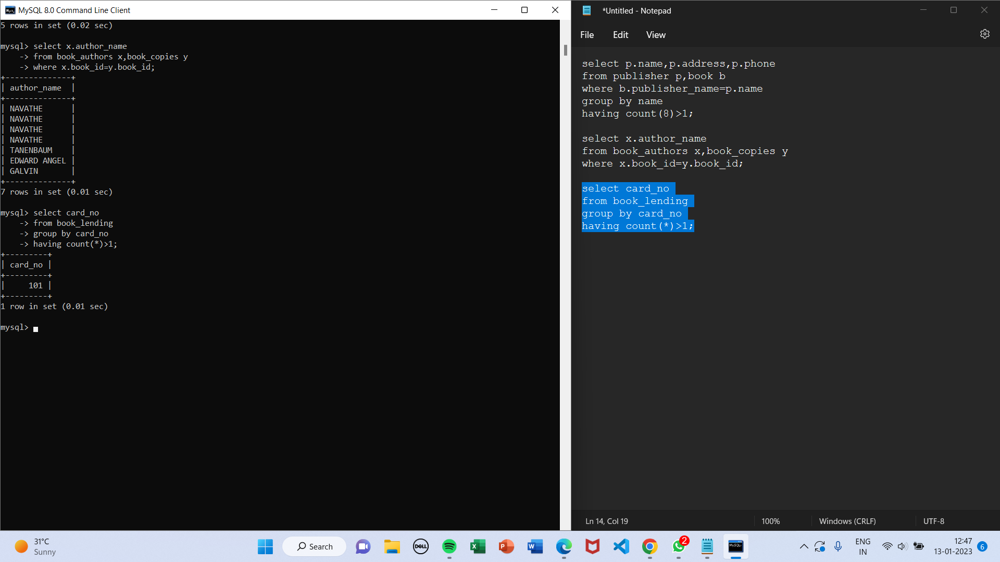 MySQL 8.0 Command Line Client
5 rows in set (0.02 sec)
mysql> select x.author_name
-> from book_authors x,book_copies y
-> where x.book_id=y.book_id;
+--------------+
| author_name  |
+--------------+
| NAVATHE      |
| NAVATHE      |
| NAVATHE      |
| NAVATHE      |
| TANENBAUM    |
| EDWARD ANGEL |
| GALVIN       |
+--------------+
7 rows in set (0.01 sec)
mysql> select card_no
-> from book_lending
-> group by card_no
-> having count(*)>1;
+---------+
| card_no |
+---------+
|     101 |
+---------+
1 row in set (0.01 sec)
mysql>
*Untitled - Notepad
File Edit View
select p.name,p.address,p.phone
from publisher p,book b
where b.publisher_name=p.name
group by name
having count(8)>1;
select x.author_name
from book_authors x,book_copies y
where x.book_id=y.book_id;
select card_no
from book_lending
group by card_no
having count(*)>1;
Ln 14, Col 19 100% Windows (CRLF) UTF-8
31°C
Sunny
Search
DELL
2
MySQL
ENG
IN
12:47
13-01-2023
6